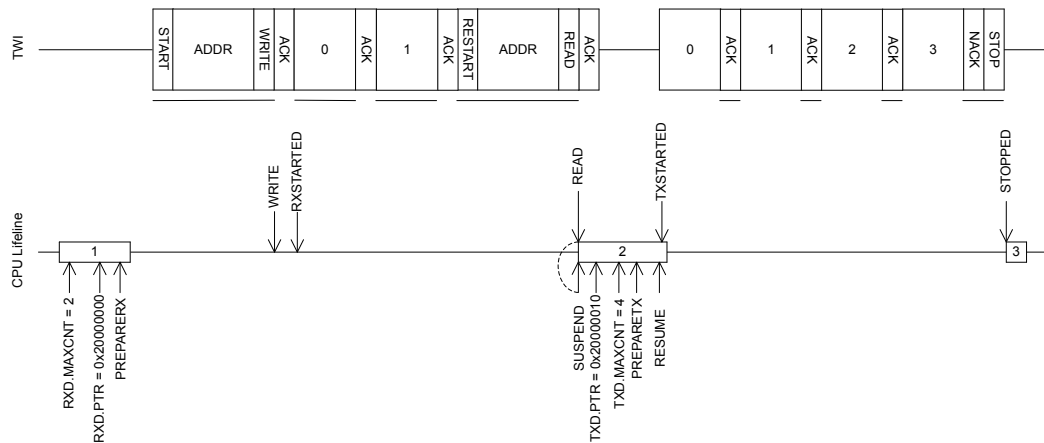 TWI
START
ADDR
WRITE
ACK
0
ACK
1
ACK
RESTART
ADDR
READ
ACK
0
ACK
1
ACK
2
ACK
3
NACK
STOP
WRITE
RXSTARTED
READ
TXSTARTED
STOPPED
CPU Lifeline
1
2
3
RXD.MAXCNT = 2
RXD.PTR = 0x20000000
PREPARERX
SUSPEND
TXD.PTR = 0x20000010
TXD.MAXCNT = 4
PREPARETX
RESUME